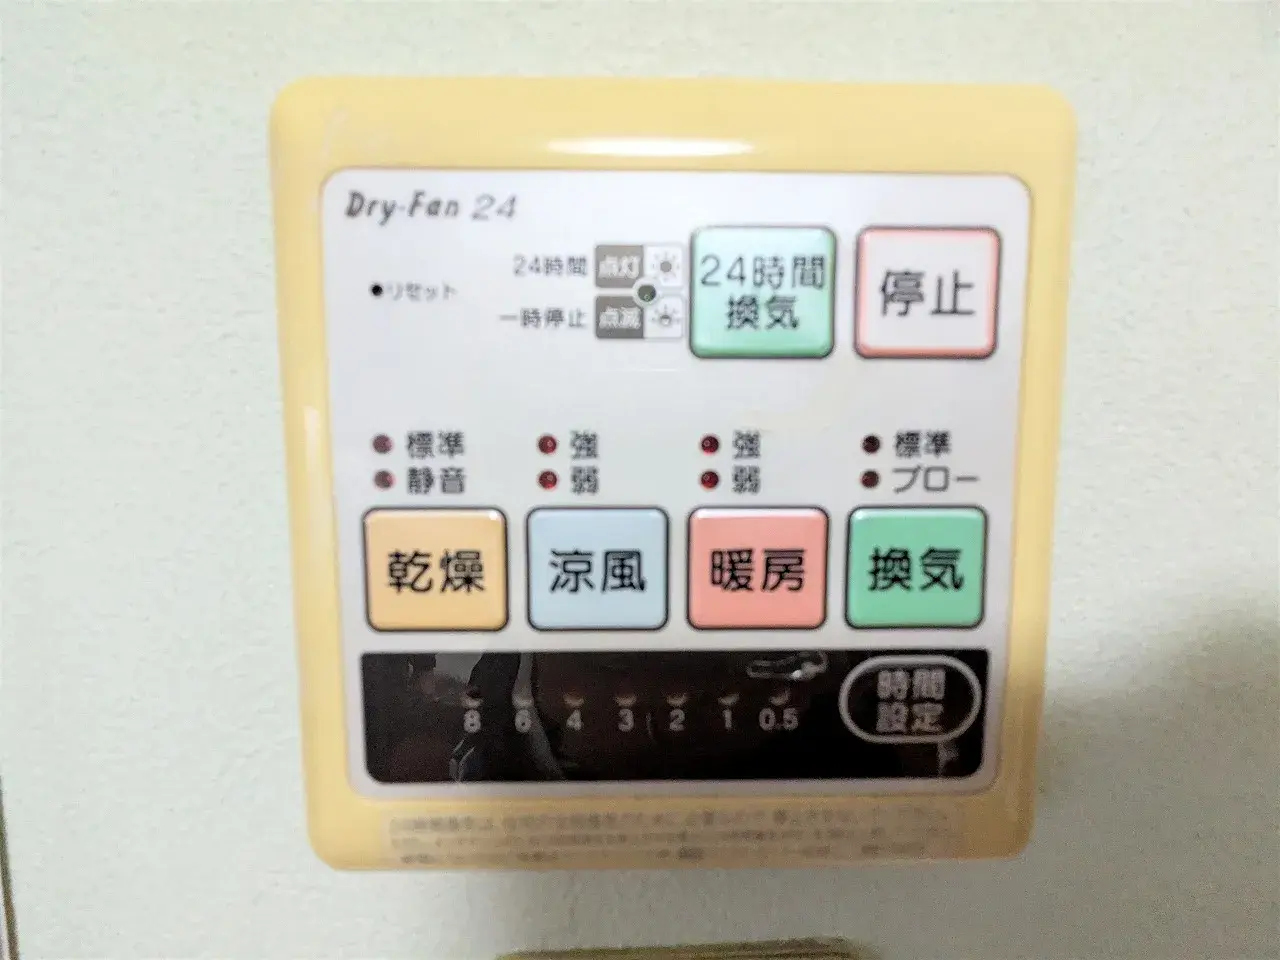 Dry-Fan 24
24時間 点灯
リセット
一時停止 点滅
24時間
換気
停止
標準 強 強 標準
静音 弱 弱 ブロー
乾燥 涼風 暖房 換気
8 6 4 3 2 1 0.5
時間
設定